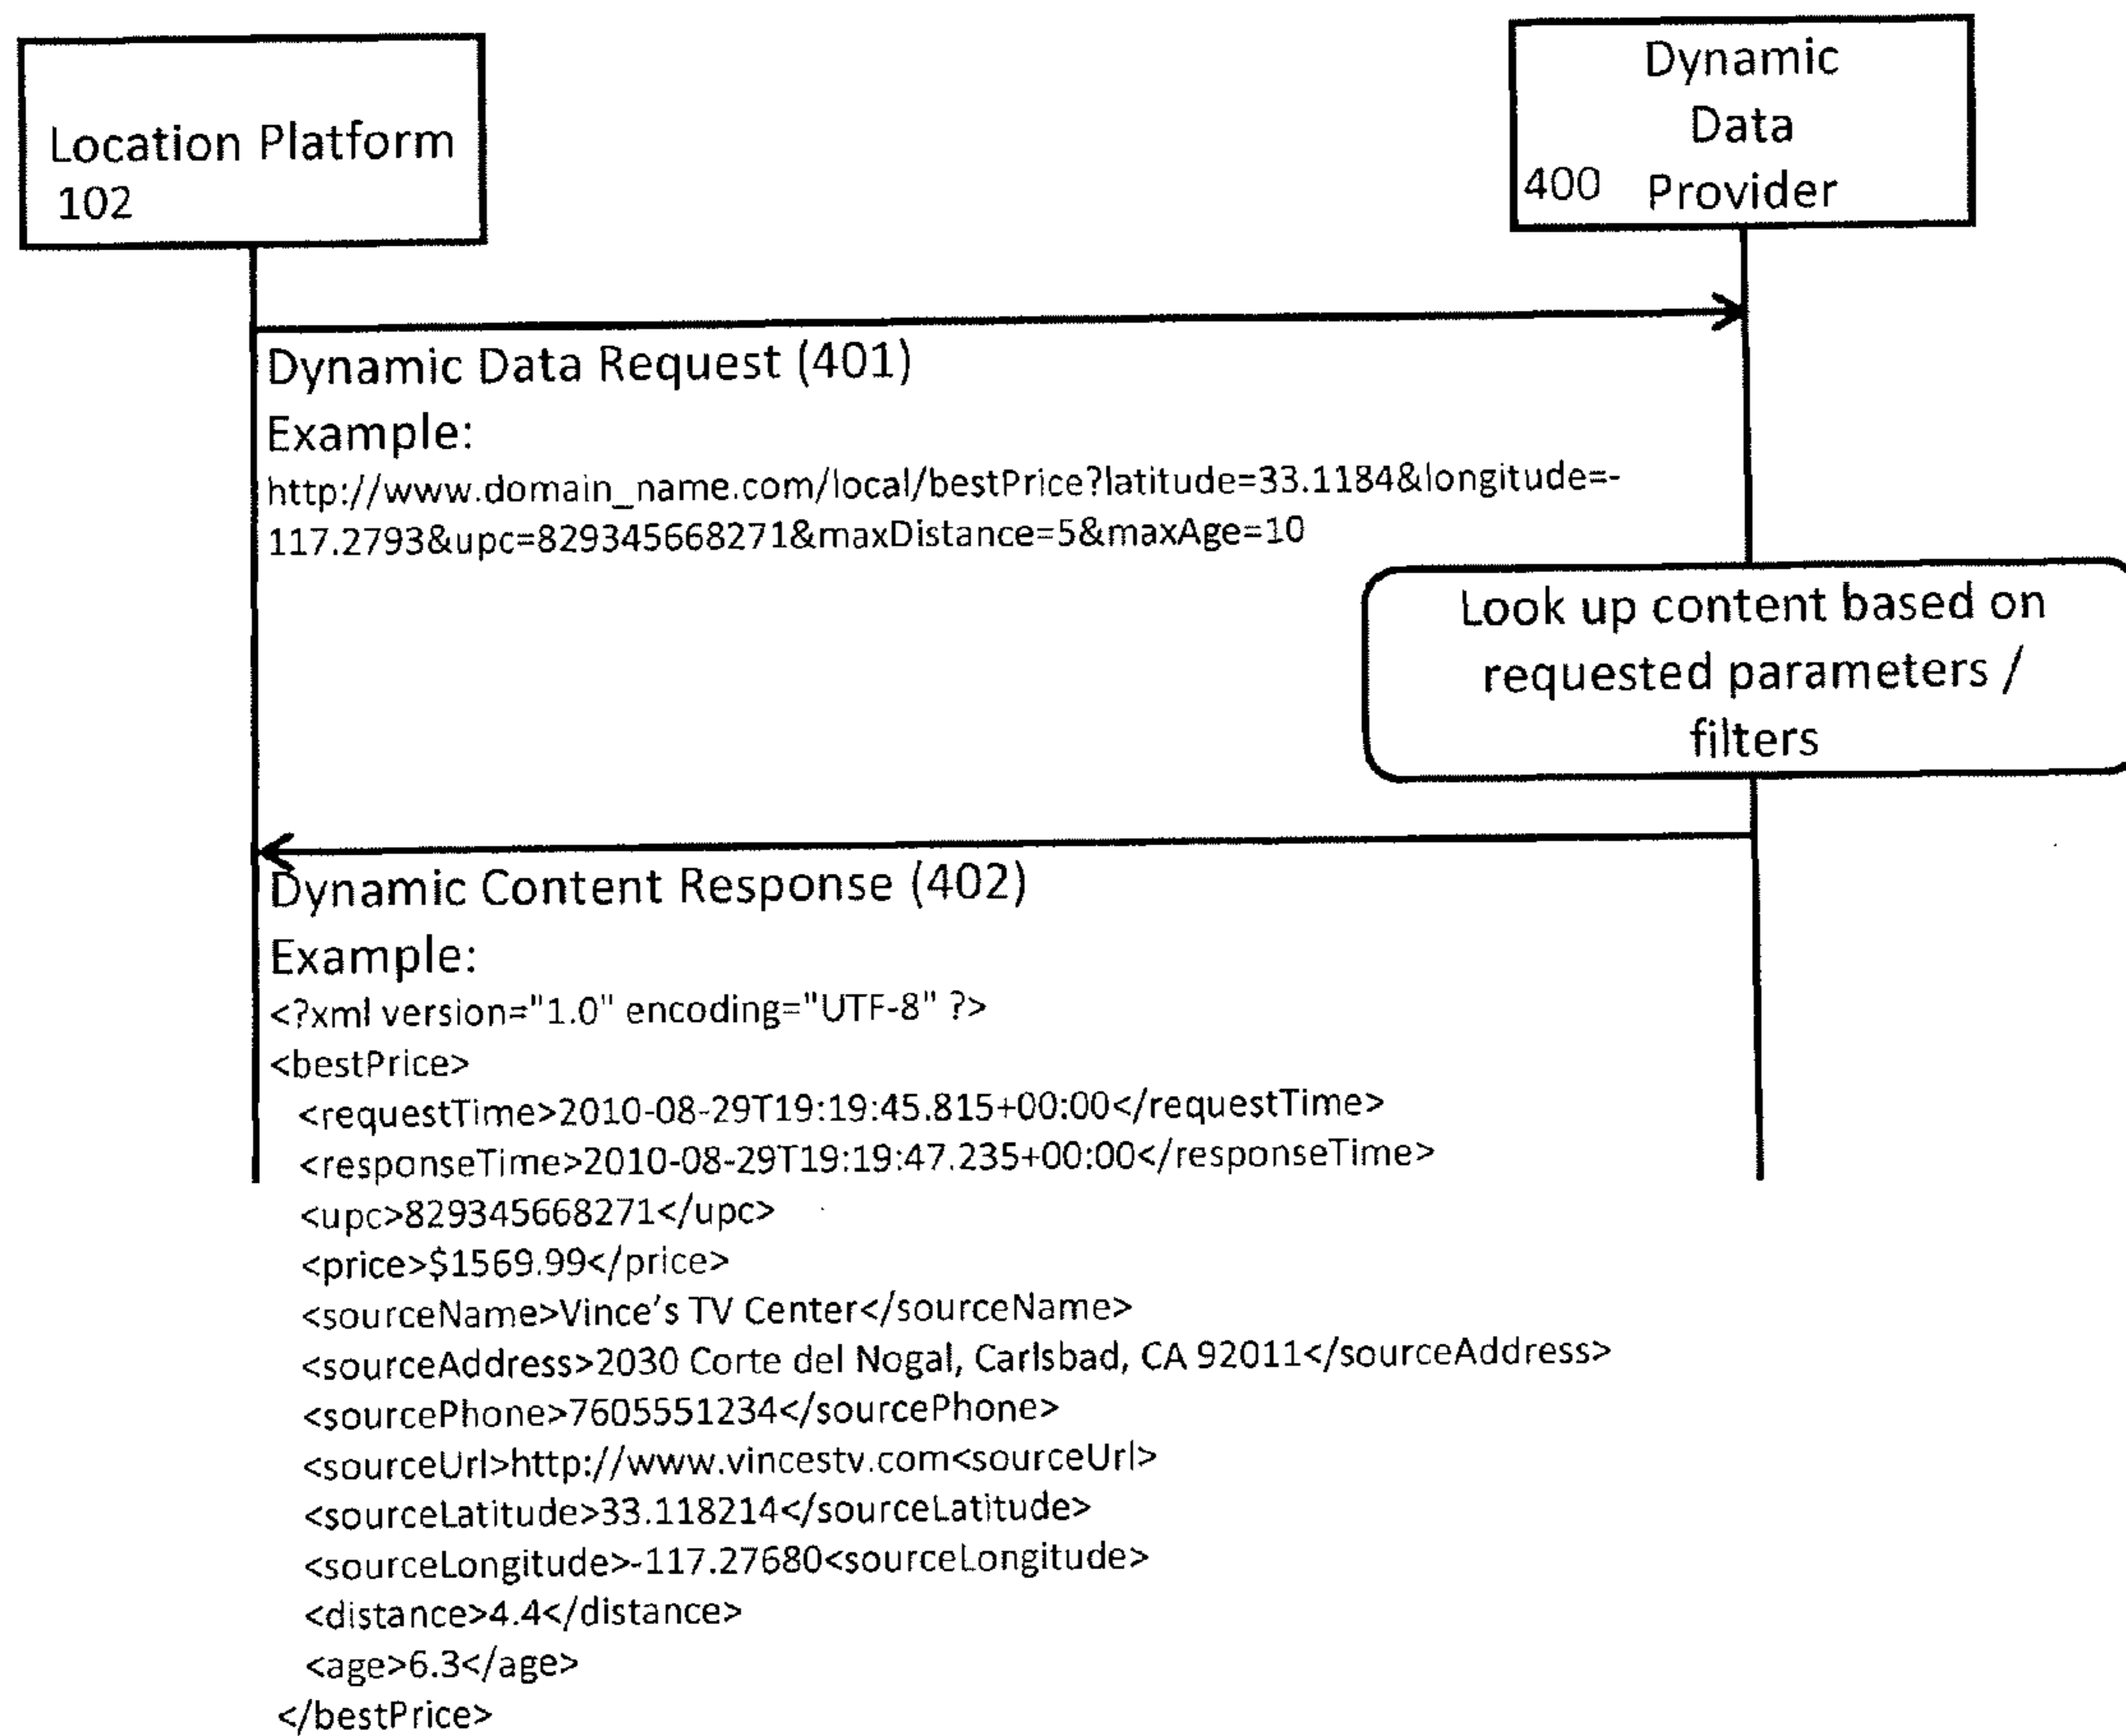 Location Platform
102
Dynamic
Data
400 Provider
Dynamic Data Request (401)
Example:
http://www.domain_name.com/local/bestPrice?latitude=33.1184&longitude=-
117.2793&upc=829345668271&maxDistance=5&maxAge=10
Look up content based on
requested parameters /
filters
Dynamic Content Response (402)
Example:
<?xml version="1.0" encoding="UTF-8" ?>
<bestPrice>
<requestTime>2010-08-29T19:19:45.815+00:00</requestTime>
<responseTime>2010-08-29T19:19:47.235+00:00</responseTime>
<upc>829345668271</upc>
<price>$1569.99</price>
<sourceName>Vince's TV Center</sourceName>
<sourceAddress>2030 Corte del Nogal, Carlsbad, CA 92011</sourceAddress>
<sourcePhone>7605551234</sourcePhone>
<sourceUrl>http://www.vincestv.com<sourceUrl>
<sourceLatitude>33.118214</sourceLatitude>
<sourceLongitude>-117.27680<sourceLongitude>
<distance>4.4</distance>
<age>6.3</age>
</bestPrice>